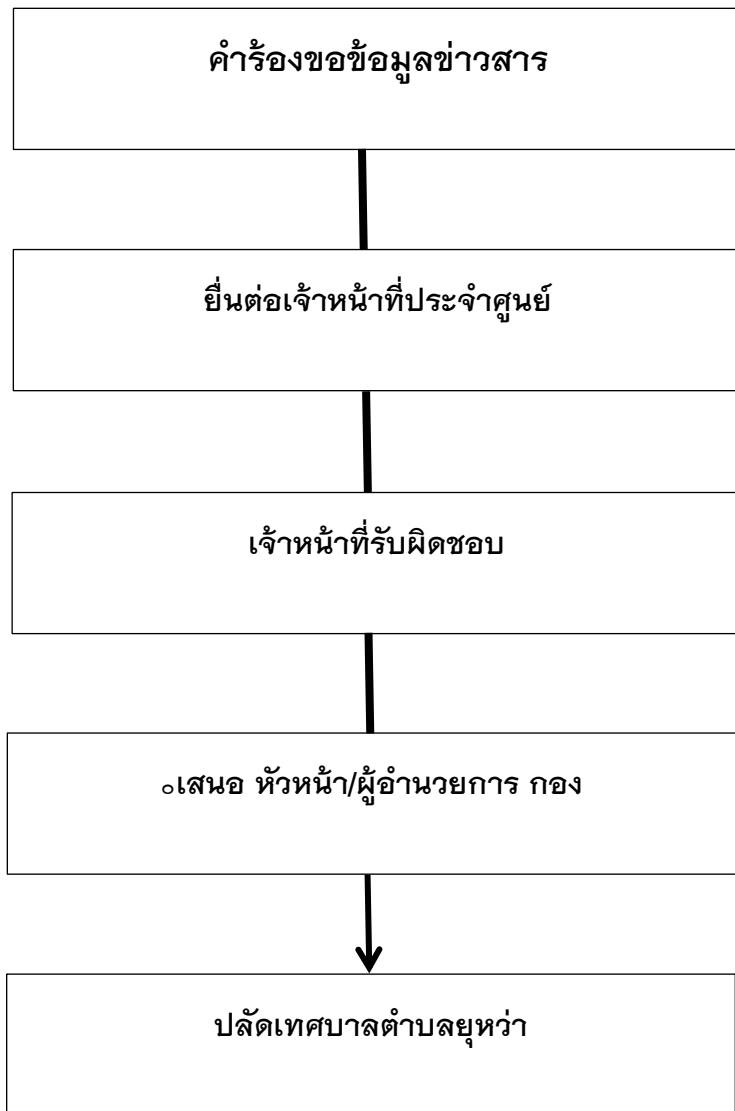 คำร้องขอข้อมูลข่าวสาร
ยื่นต่อเจ้าหน้าที่ประจำศูนย์
เจ้าหน้าที่รับผิดชอบ
๐เสนอ หัวหน้า/ผู้อำนวยการ กอง
ปลัดเทศบาลตำบลยุหว่า